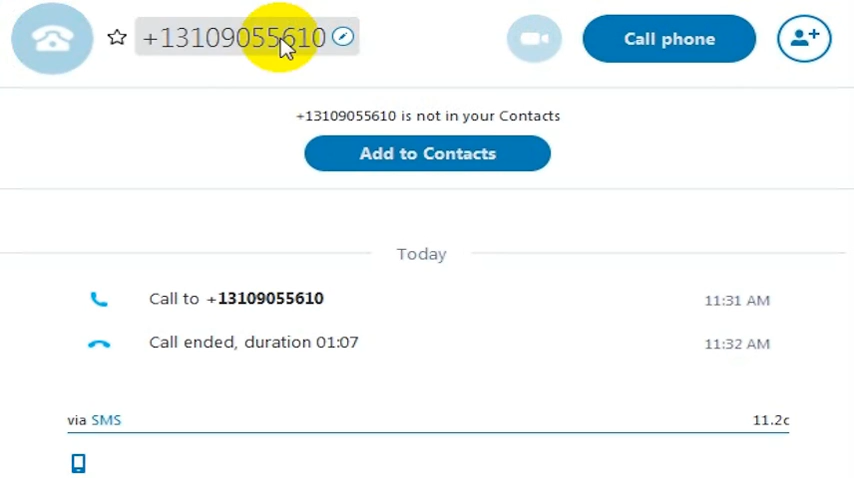 +13109055610
Call phone
+13109055610 is not in your Contacts
Add to Contacts
Today
Call to +13109055610 11:31 AM
Call ended, duration 01:07 11:32 AM
via SMS 11.2c